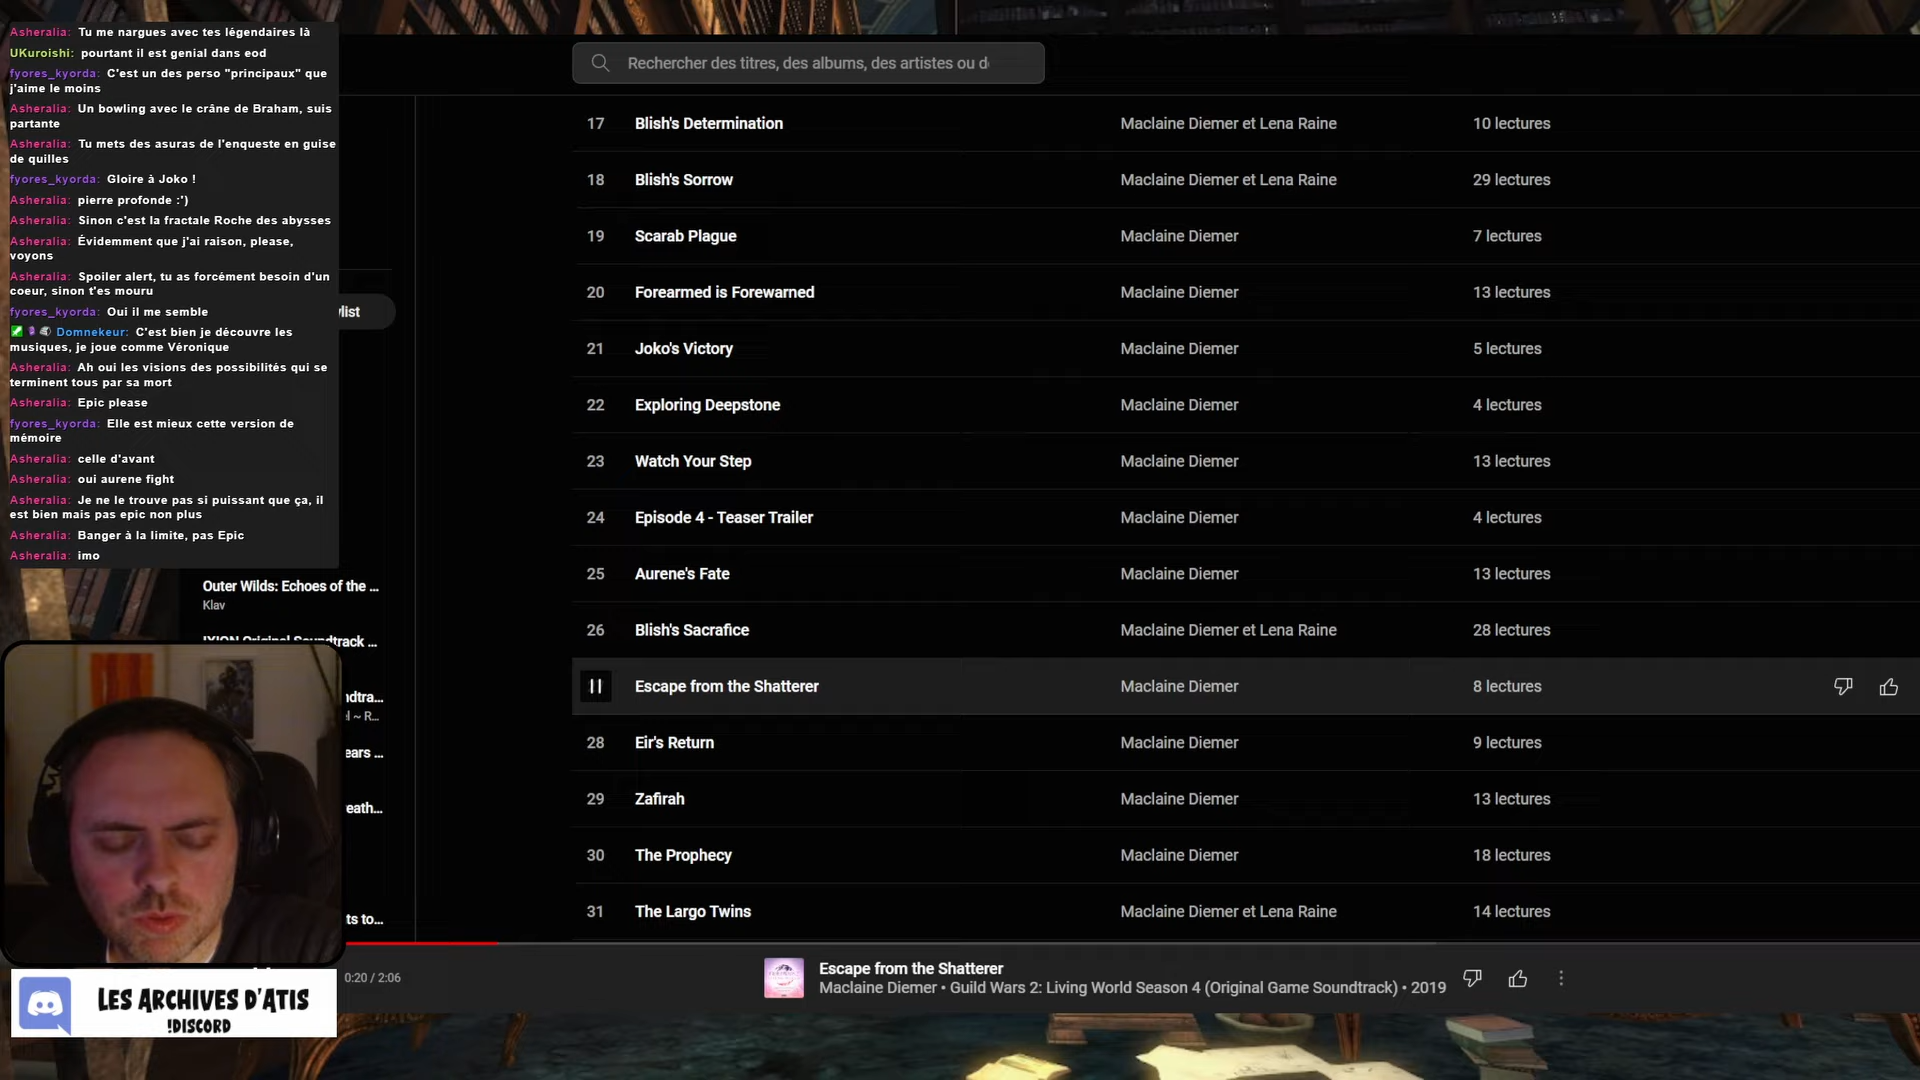 Asheralia: Tu me nargues avec tes légendaires là
UKuroishi: pourtant il est genial dans eod
fyores_kyorda: C'est un des perso "principaux" que
j'aime le moins
Asheralia: Un bowling avec le crâne de Braham, suis
partante
Asheralia: Tu mets des asuras de l'enqueste en guise
de quilles
fyores_kyorda: Gloire à Joko !
Asheralia: pierre profonde :')
Asheralia: Sinon c'est la fractale Roche des abysses
Asheralia: Évidemment que j'ai raison, please,
voyons
Asheralia: Spoiler alert, tu as forcément besoin d'un
coeur, sinon t'es mouru
fyores_kyorda: Oui il me semble
Domnekeur: C'est bien je découvre les
musiques, je joue comme Véronique
Asheralia: Ah oui les visions des possibilités qui se
terminent tous par sa mort
Asheralia: Epic please
fyores_kyorda: Elle est mieux cette version de
mémoire
Asheralia: celle d'avant
Asheralia: oui aurene fight
Asheralia: Je ne le trouve pas si puissant que ça, il
est bien mais pas epic non plus
Asheralia: Banger à la limite, pas Epic
Asheralia: imo
ylist
Outer Wilds: Echoes of the ...
Klav
IXION Original Soundtrack ...
ndtra...
l ~ R...
ears ...
eath...
ts to...
Rechercher des titres, des albums, des artistes ou d
17 Blish's Determination Maclaine Diemer et Lena Raine 10 lectures
18 Blish's Sorrow Maclaine Diemer et Lena Raine 29 lectures
19 Scarab Plague Maclaine Diemer 7 lectures
20 Forearmed is Forewarned Maclaine Diemer 13 lectures
21 Joko's Victory Maclaine Diemer 5 lectures
22 Exploring Deepstone Maclaine Diemer 4 lectures
23 Watch Your Step Maclaine Diemer 13 lectures
24 Episode 4 - Teaser Trailer Maclaine Diemer 4 lectures
25 Aurene's Fate Maclaine Diemer 13 lectures
26 Blish's Sacrafice Maclaine Diemer et Lena Raine 28 lectures
Escape from the Shatterer Maclaine Diemer 8 lectures
28 Eir's Return Maclaine Diemer 9 lectures
29 Zafirah Maclaine Diemer 13 lectures
30 The Prophecy Maclaine Diemer 18 lectures
31 The Largo Twins Maclaine Diemer et Lena Raine 14 lectures
0:20 / 2:06
Escape from the Shatterer
Maclaine Diemer • Guild Wars 2: Living World Season 4 (Original Game Soundtrack) • 2019
LES ARCHIVES D'ATIS
!DISCORD